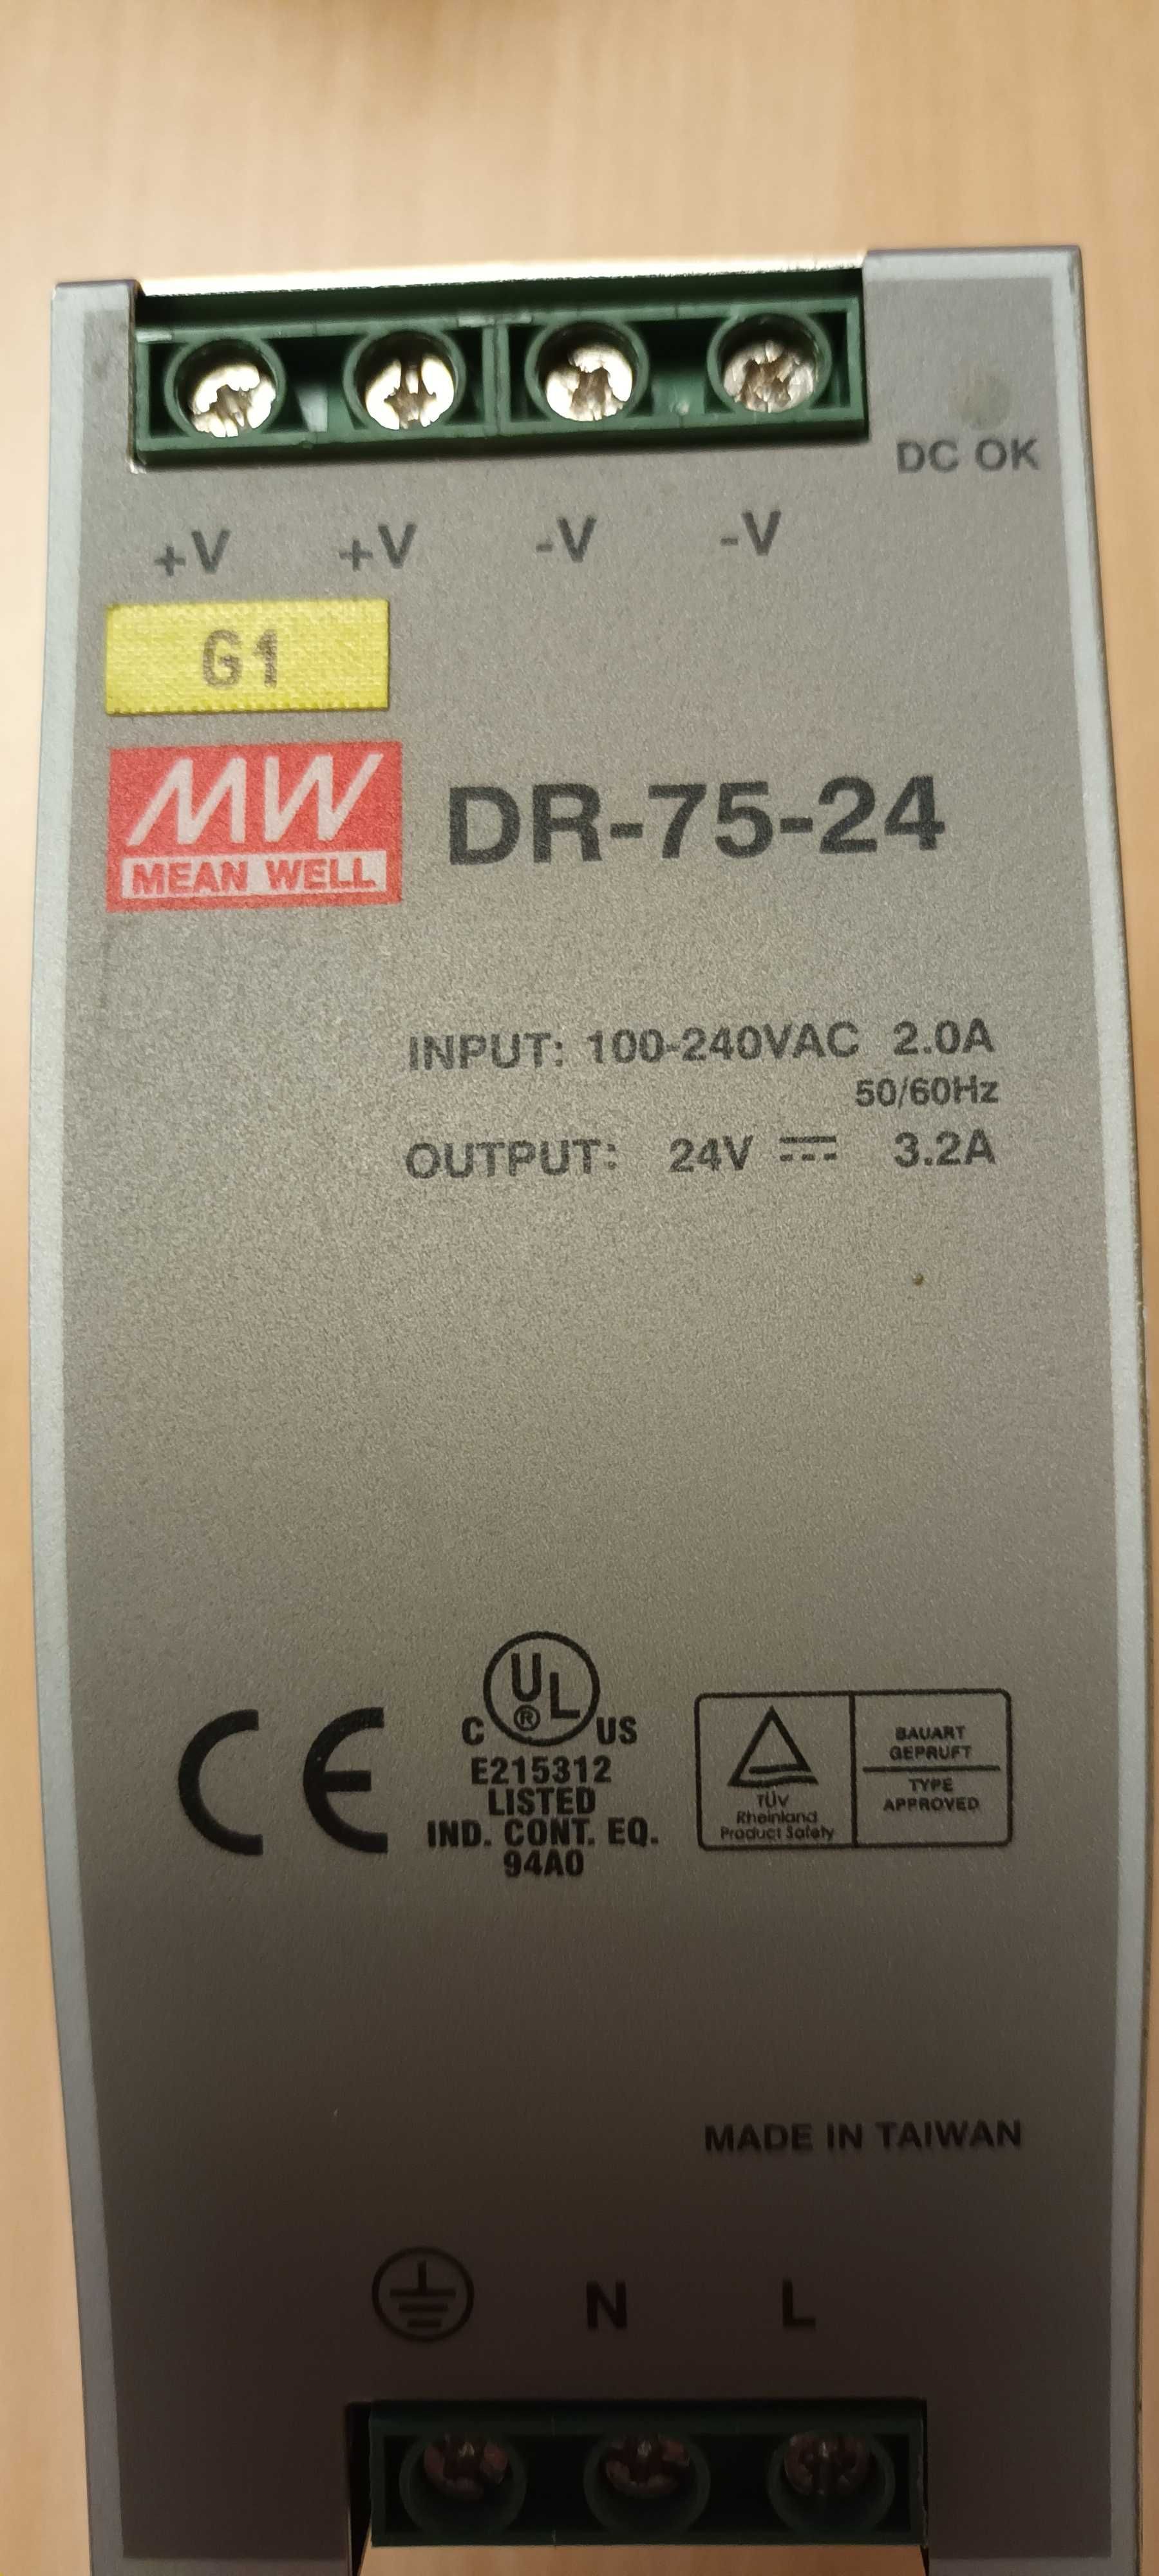 DC OK
+V +V -V -V
G1
MW
MEAN WELL
DR-75-24
INPUT: 100-240VAC 2.0A
50/60Hz
OUTPUT: 24V 3.2A
CE
UL
®
C US
E215312
LISTED
IND. CONT. EQ.
94A0
TÜV
Rheinland
Product Safety
BAUART
GEPRUFT
TYPE
APPROVED
MADE IN TAIWAN
N L